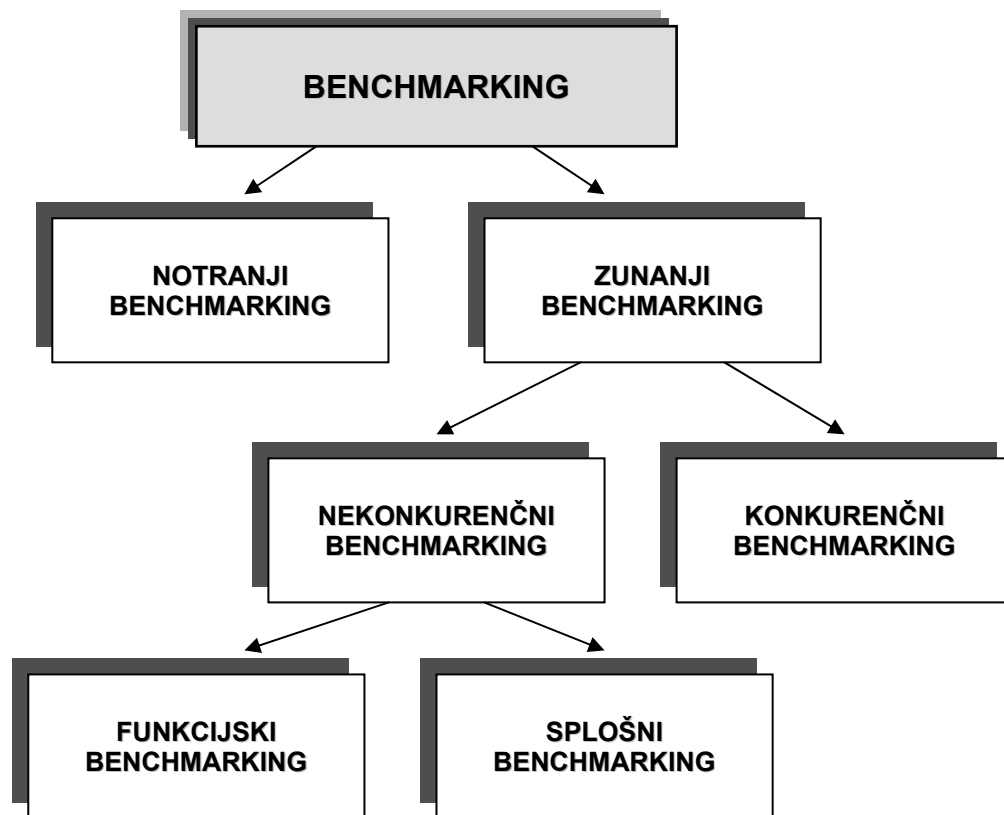 BENCHMARKING
NOTRANJI
BENCHMARKING
ZUNANJI
BENCHMARKING
NEKONKURENČNI
BENCHMARKING
KONKURENČNI
BENCHMARKING
FUNKCIJSKI
BENCHMARKING
SPLOŠNI
BENCHMARKING